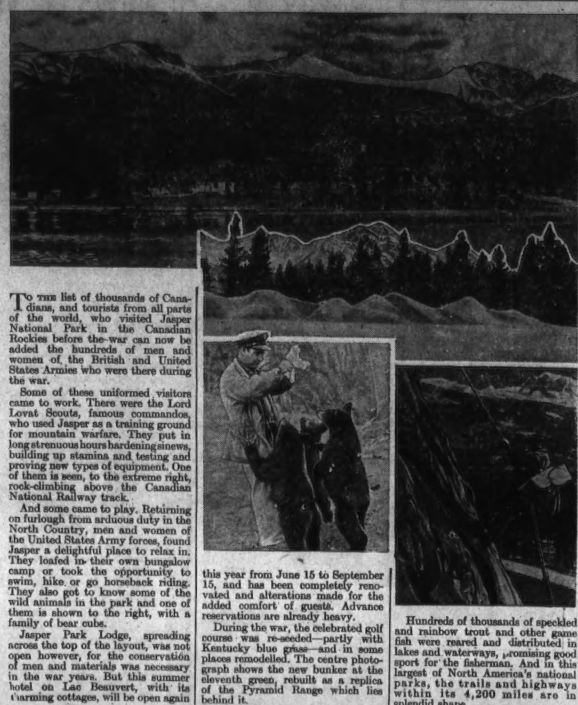 TO THE list of thousands of Cana-
dians, and tourists from all parts
of the world, who visited Jasper
National Park in the Canadian
Rockies before the war can now be
added the hundreds of men and
women of the British and United
States Armies who were there during
the war.
Some of these uniformed visitors
came to work. There were the Lord
Lovat Scouts, famous commandos,
who used Jasper as a training ground
for mountain warfare. They put in
long strenuous hours hardening sinews,
building up stamina and testing and
proving new types of equipment. One
of them is seen, to the extreme right,
rock-climbing above the Canadian
National Railway track.
And some came to play. Returning
on furlough from arduous duty in the
North Country, men and women of
the United States Army forces, found
Jasper a delightful place to relax in.
They loafed in their own bungalow
camp or took the opportunity to
swim, hike or go horseback riding.
They also got to know some of the
wild animals in the park and one of
them is shown to the right, with a
family of bear cubs.
Jasper Park Lodge, spreading
across the top of the layout, was not
open however, for the conservation
of men and materials was necessary
in the war years. But this summer
hotel on Lac Beauvert, with its
charming cottages, will be open again
this year from June 15 to September
15, and has been completely reno-
vated and alterations made for the
added comfort of guests. Advance
reservations are already heavy.
During the war, the celebrated golf
course was re-seeded—partly with
Kentucky blue grass—and in some
places remodelled. The centre photo-
graph shows the new bunker at the
eleventh green, rebuilt as a replica
of the Pyramid Range which lies
behind it.
Hundreds of thousands of speckled
and rainbow trout and other game
fish were reared and distributed in
lakes and waterways, promising good
sport for the fisherman. And in this
largest of North America's national
parks, the trails and highways
within its 4,200 miles are in
splendid shape.